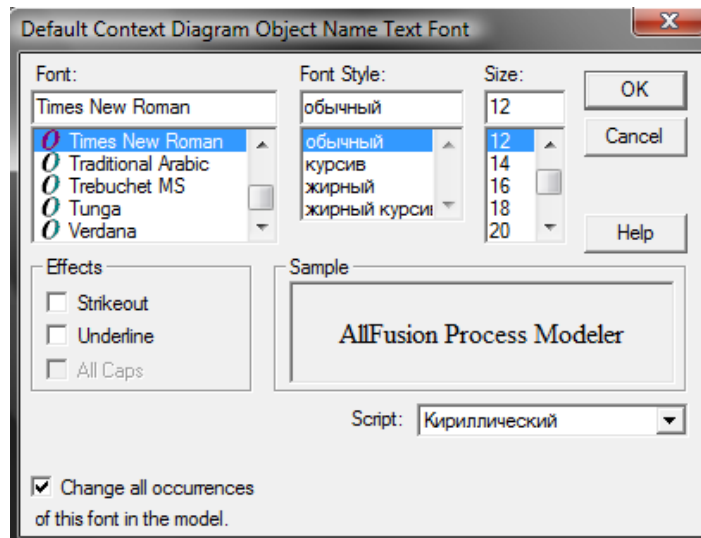 Default Context Diagram Object Name Text Font
Font:
Font Style:
Size:
Times New Roman
обычный
12
OK
Times New Roman
Traditional Arabic
Trebuchet MS
Tunga
Verdana
обычный
курсив
жирный
жирный курси
12
14
16
18
20
Cancel
Help
Effects
Strikeout
Underline
All Caps
Sample
AllFusion Process Modeler
Script:
Кириллический
Change all occurrences
of this font in the model.